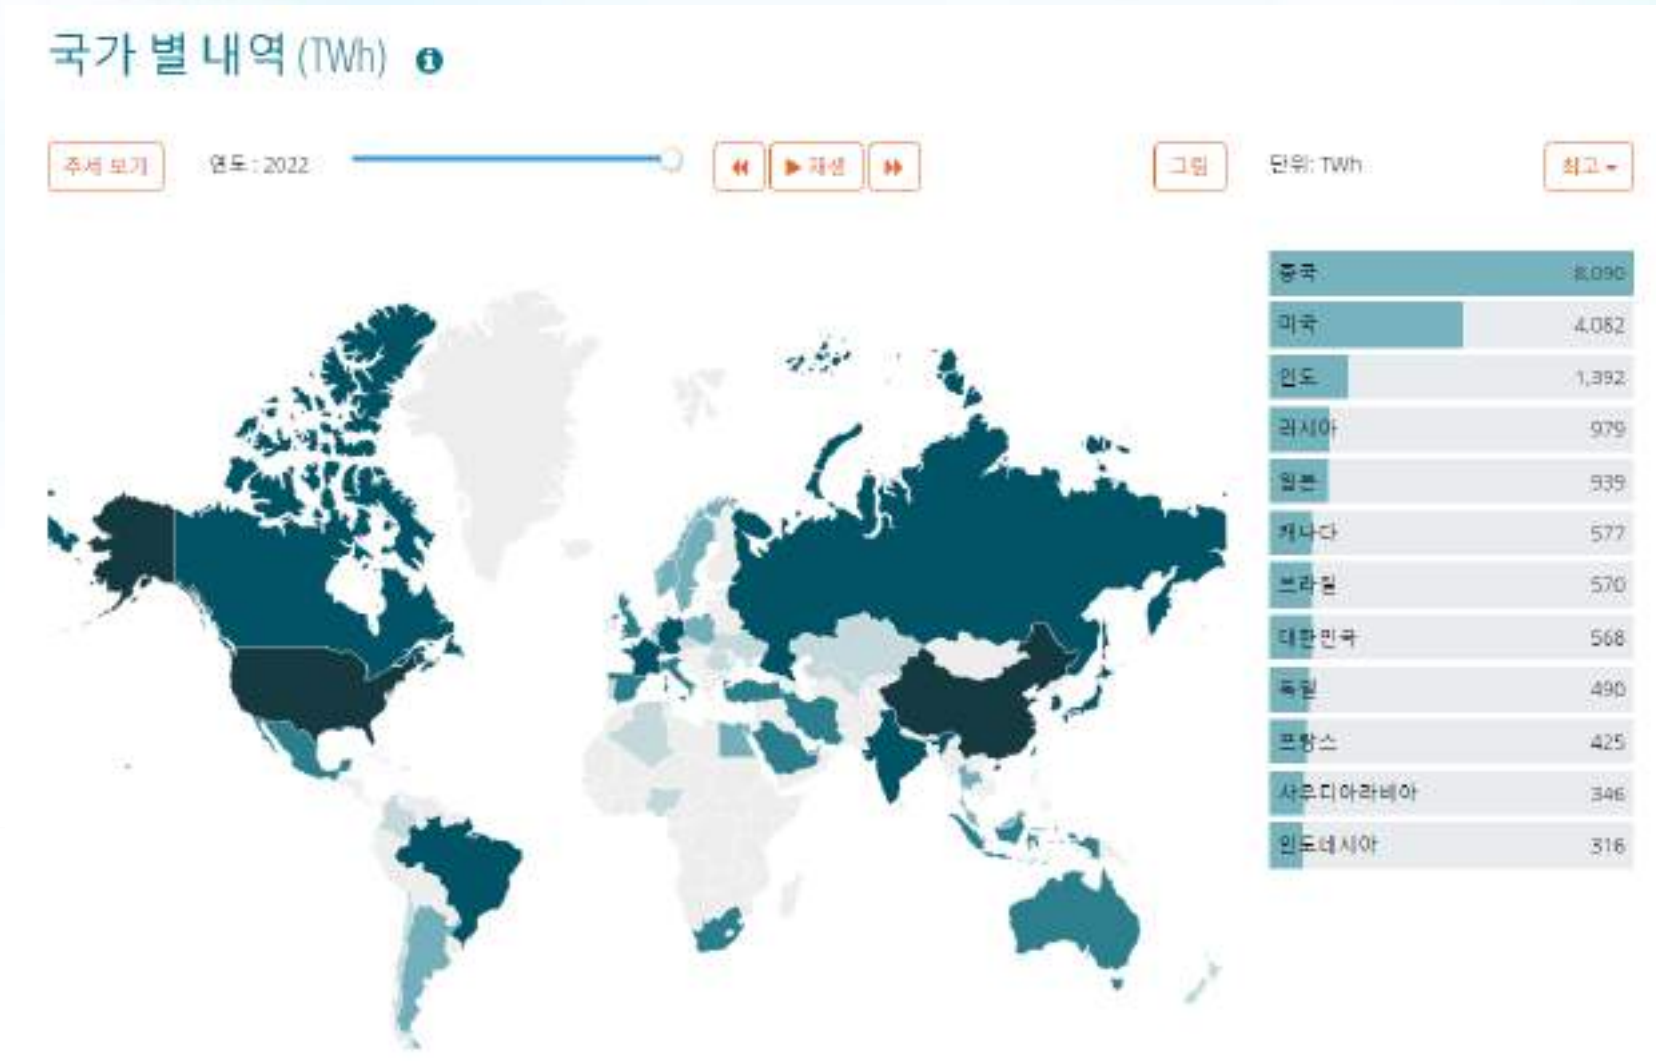 국가 별 내역 (TWh)
추세 보기
연도 : 2022
재생
그림
단위: TWh
최고
중국 8,090
미국 4,082
인도 1,392
러시아 979
일본 939
캐나다 577
브라질 570
대한민국 568
독일 490
프랑스 425
사우디아라비아 346
인도네시아 316